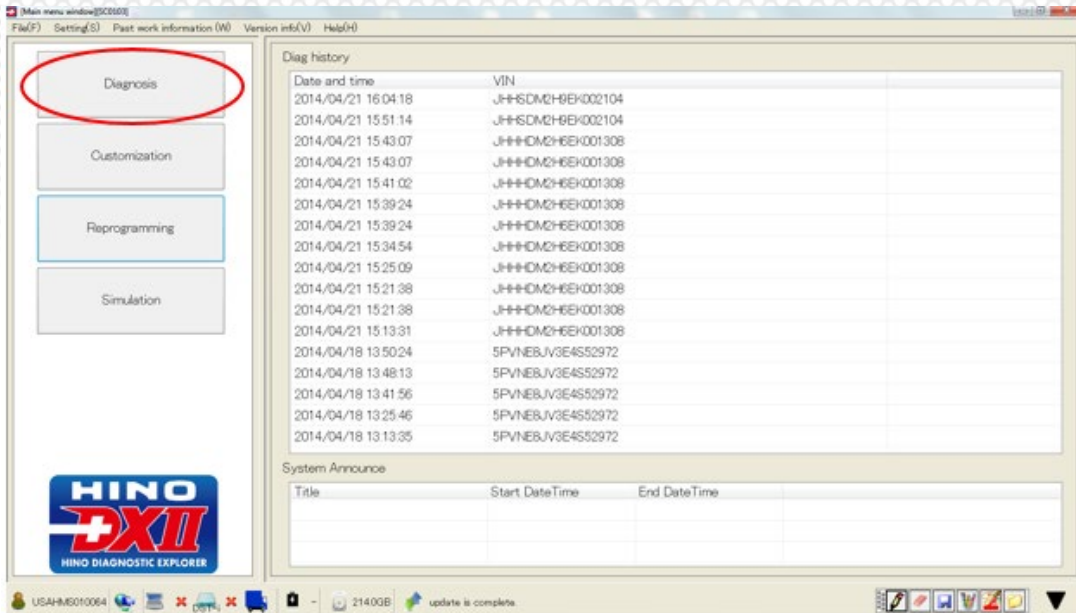 [Main menu window][SC0103]
File(F) Setting(S) Past work information (W) Version info(V) Help(H)
Diagnosis
Customization
Reprogramming
Simulation
HINO
DXII
HINO DIAGNOSTIC EXPLORER
Diag history
Date and time VIN
2014/04/21 16:04:18 JHHSDM2H9EK002104
2014/04/21 15:51:14 JHHSDM2H9EK002104
2014/04/21 15:43:07 JHHHDM2H6EK001308
2014/04/21 15:43:07 JHHHDM2H6EK001308
2014/04/21 15:41:02 JHHHDM2H6EK001308
2014/04/21 15:39:24 JHHHDM2H6EK001308
2014/04/21 15:39:24 JHHHDM2H6EK001308
2014/04/21 15:34:54 JHHHDM2H6EK001308
2014/04/21 15:25:09 JHHHDM2H6EK001308
2014/04/21 15:21:38 JHHHDM2H6EK001308
2014/04/21 15:21:38 JHHHDM2H6EK001308
2014/04/21 15:13:31 JHHHDM2H6EK001308
2014/04/18 13:50:24 5PVNE8JV3E4S52972
2014/04/18 13:48:13 5PVNE8JV3E4S52972
2014/04/18 13:41:56 5PVNE8JV3E4S52972
2014/04/18 13:25:46 5PVNE8JV3E4S52972
2014/04/18 13:13:35 5PVNE8JV3E4S52972
System Announce
Title Start DateTime End DateTime
USAHMS010064 - 2140GB update is complete.